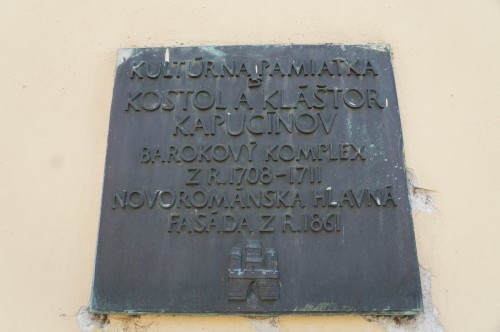 KULTÚRNA PAMIATKA
KOSTOL A KLÁŠTOR
KAPUCÍNOV
BAROKOVÝ KOMPLEX
Z R. 1708-1711
NOVOROMÁNSKA HLAVNÁ
FASÁDA Z R. 1861